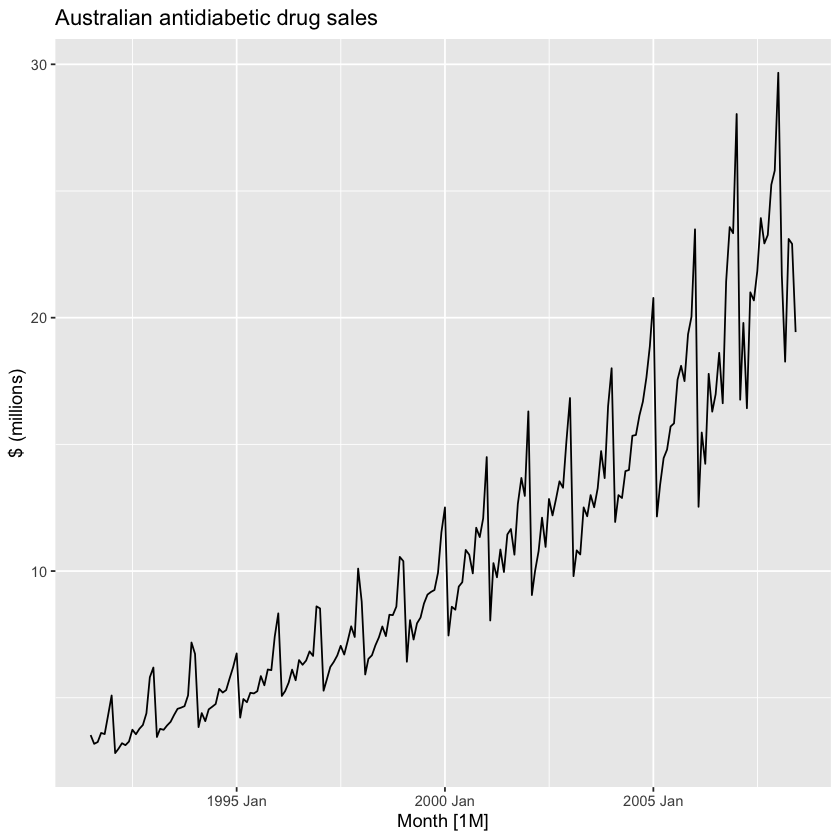 Australian antidiabetic drug sales
30
20
10
$ (millions)
1995 Jan
2000 Jan
2005 Jan
Month [1M]